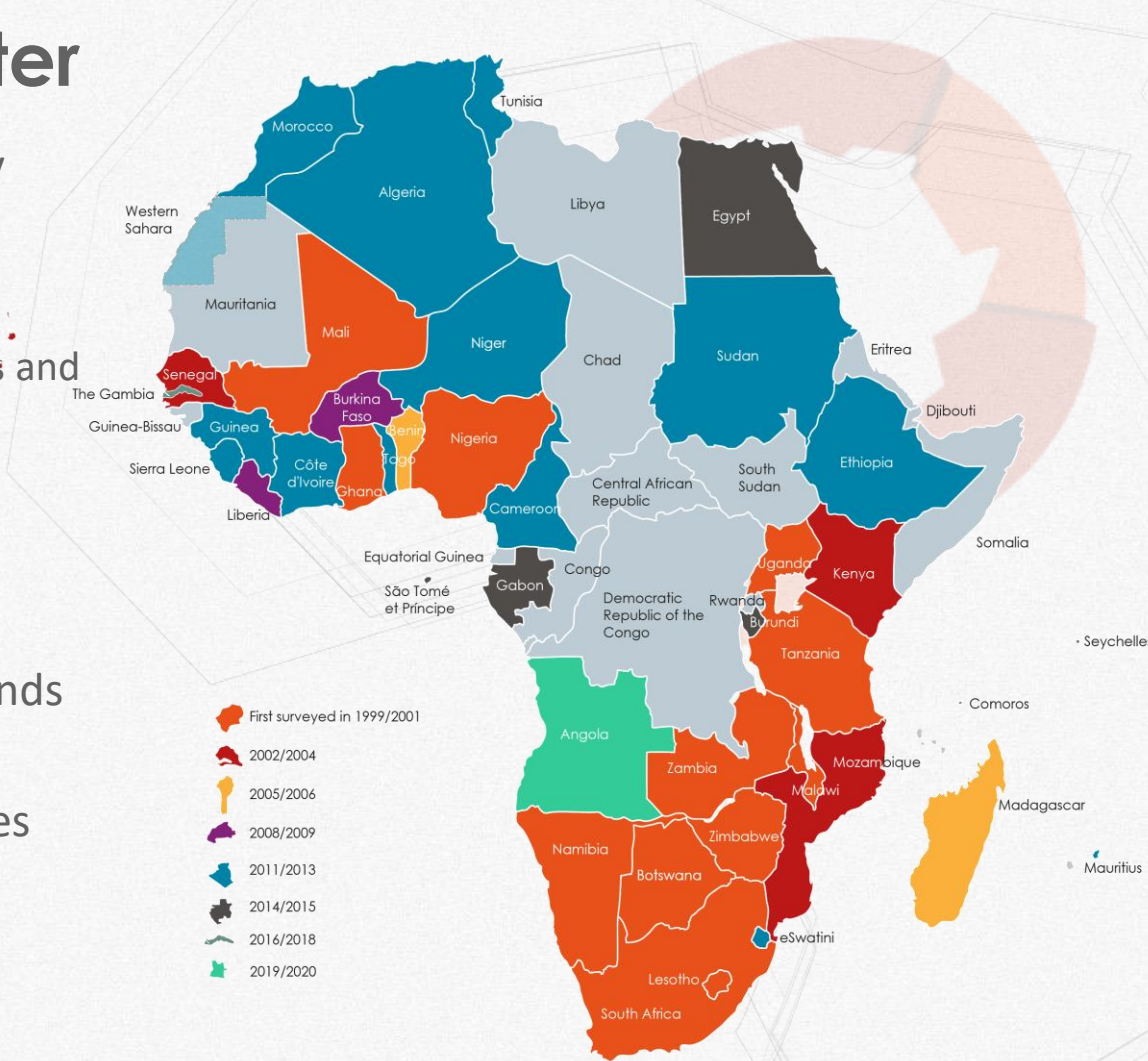 ter
y
s and
nds
es
Tunisia
Morocco
Algeria
Libya
Egypt
Western
Sahara
Mauritania
Mali
Niger
Chad
Sudan
Eritrea
Senegal
The Gambia
Burkina
Faso
Djibouti
Guinea-Bissau
Guinea
Benin
Nigeria
Togo
Côte
d'Ivoire
Ghana
Sierra Leone
Liberia
Ethiopia
South
Sudan
Central African
Republic
Cameroon
Somalia
Equatorial Guinea
Congo
São Tomé
et Príncipe
Gabon
Uganda
Kenya
Democratic
Republic of the
Congo
Rwanda
Burundi
Tanzania
Seychelles
Comoros
Angola
Zambia
Mozambique
Malawi
Madagascar
Zimbabwe
Namibia
Botswana
Mauritius
eSwatini
Lesotho
South Africa
First surveyed in 1999/2001
2002/2004
2005/2006
2008/2009
2011/2013
2014/2015
2016/2018
2019/2020